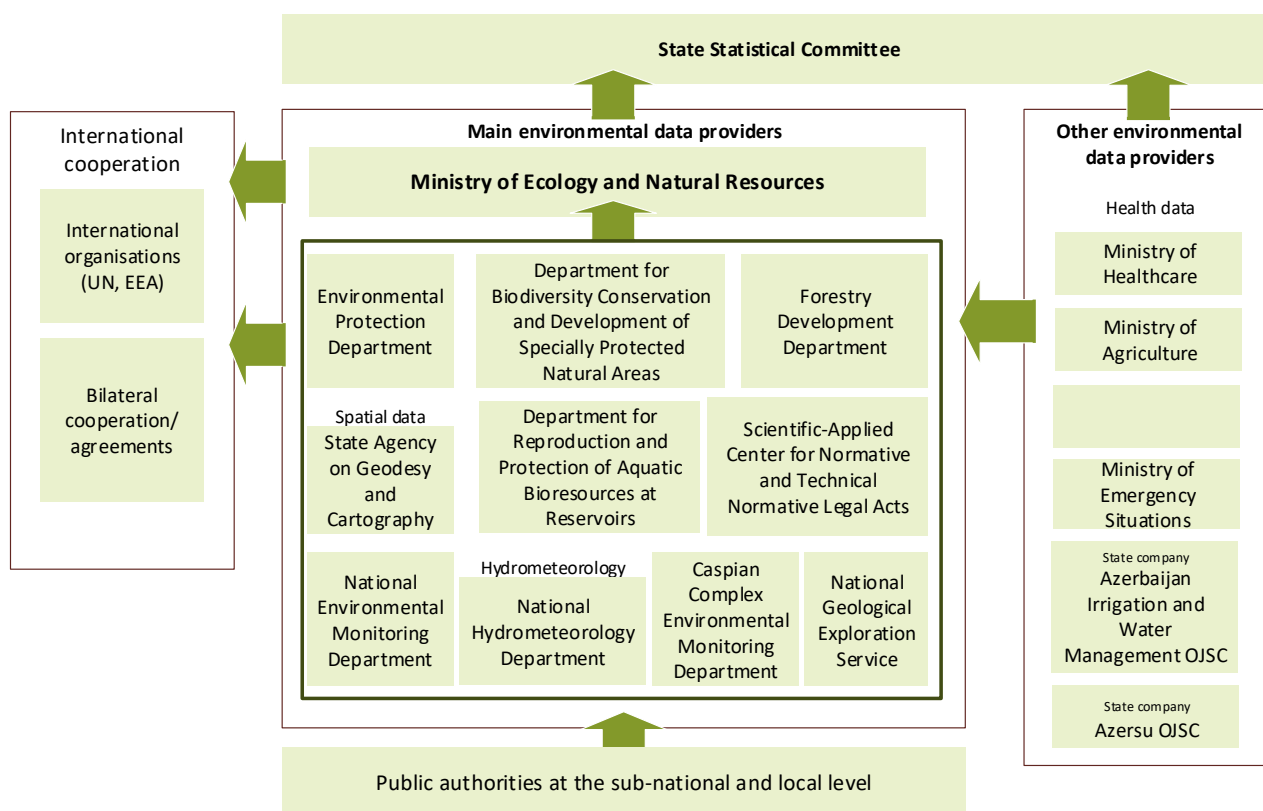 State Statistical Committee
International
cooperation
International
organisations
(UN, EEA)
Bilateral
cooperation/
agreements
Main environmental data providers
Ministry of Ecology and Natural Resources
Environmental
Protection
Department
Department for
Biodiversity Conservation
and Development of
Specially Protected
Natural Areas
Forestry
Development
Department
Spatial data
State Agency
on Geodesy
and
Cartography
Department for
Reproduction and
Protection of Aquatic
Bioresources at
Reservoirs
Scientific-Applied
Center for Normative
and Technical
Normative Legal Acts
National
Environmental
Monitoring
Department
Hydrometeorology
National
Hydrometeorology
Department
Caspian
Complex
Environmental
Monitoring
Department
National
Geological
Exploration
Service
Other environmental
data providers
Health data
Ministry of
Healthcare
Ministry of
Agriculture
Ministry of
Emergency
Situations
State company
Azerbaijan
Irrigation and
Water
Management OJSC
State company
Azersu OJSC
Public authorities at the sub-national and local level